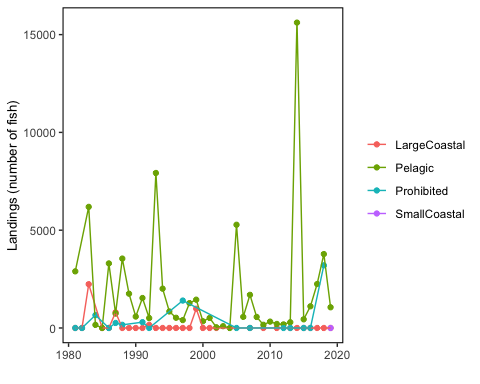 Landings (number of fish)
15000
10000
5000
0
1980
1990
2000
2010
2020
LargeCoastal
Pelagic
Prohibited
SmallCoastal